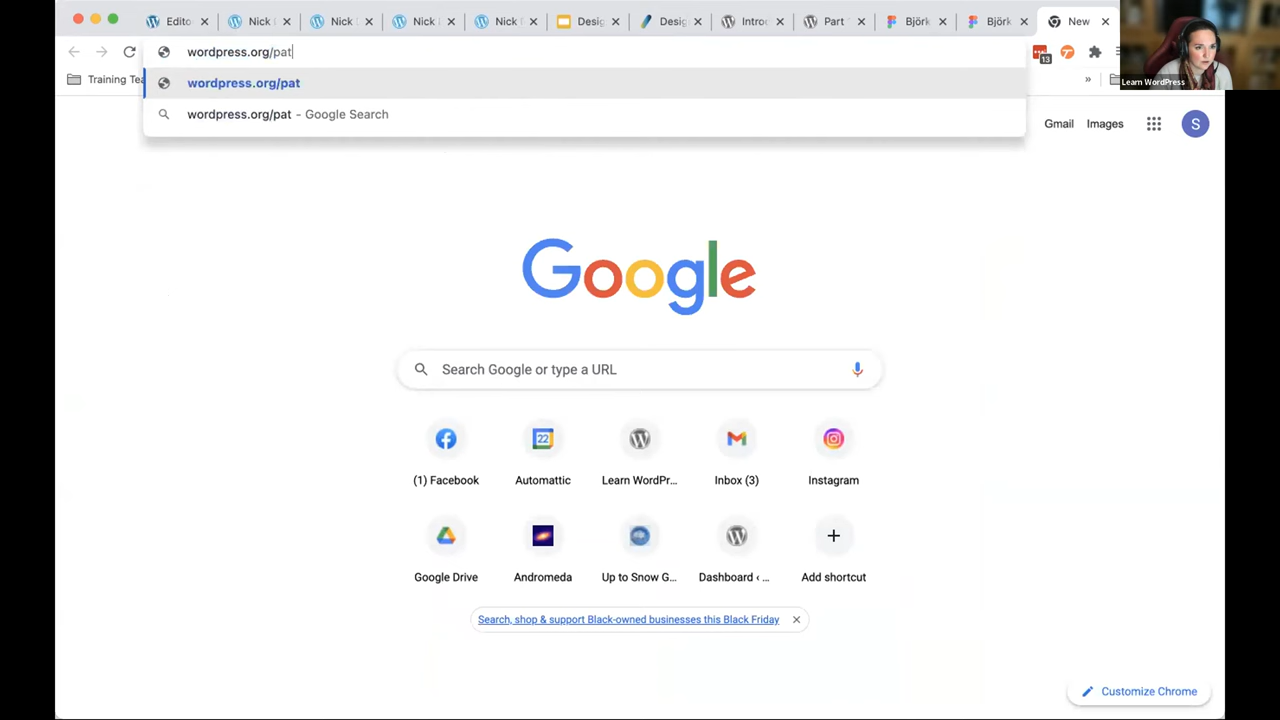 Edito
Nick
Nick
Nick
Nick
Desig
Desig
Introd
Part
Björk
Björk
New
wordpress.org/pat
13
Training Tea
»
Learn WordPress
wordpress.org/pat
wordpress.org/pat - Google Search
Gmail
Images
S
Google
Search Google or type a URL
22
(1) Facebook
Automattic
Learn WordPr...
Inbox (3)
Instagram
Google Drive
Andromeda
Up to Snow G...
Dashboard ‹ ...
Add shortcut
Search, shop & support Black-owned businesses this Black Friday
Customize Chrome